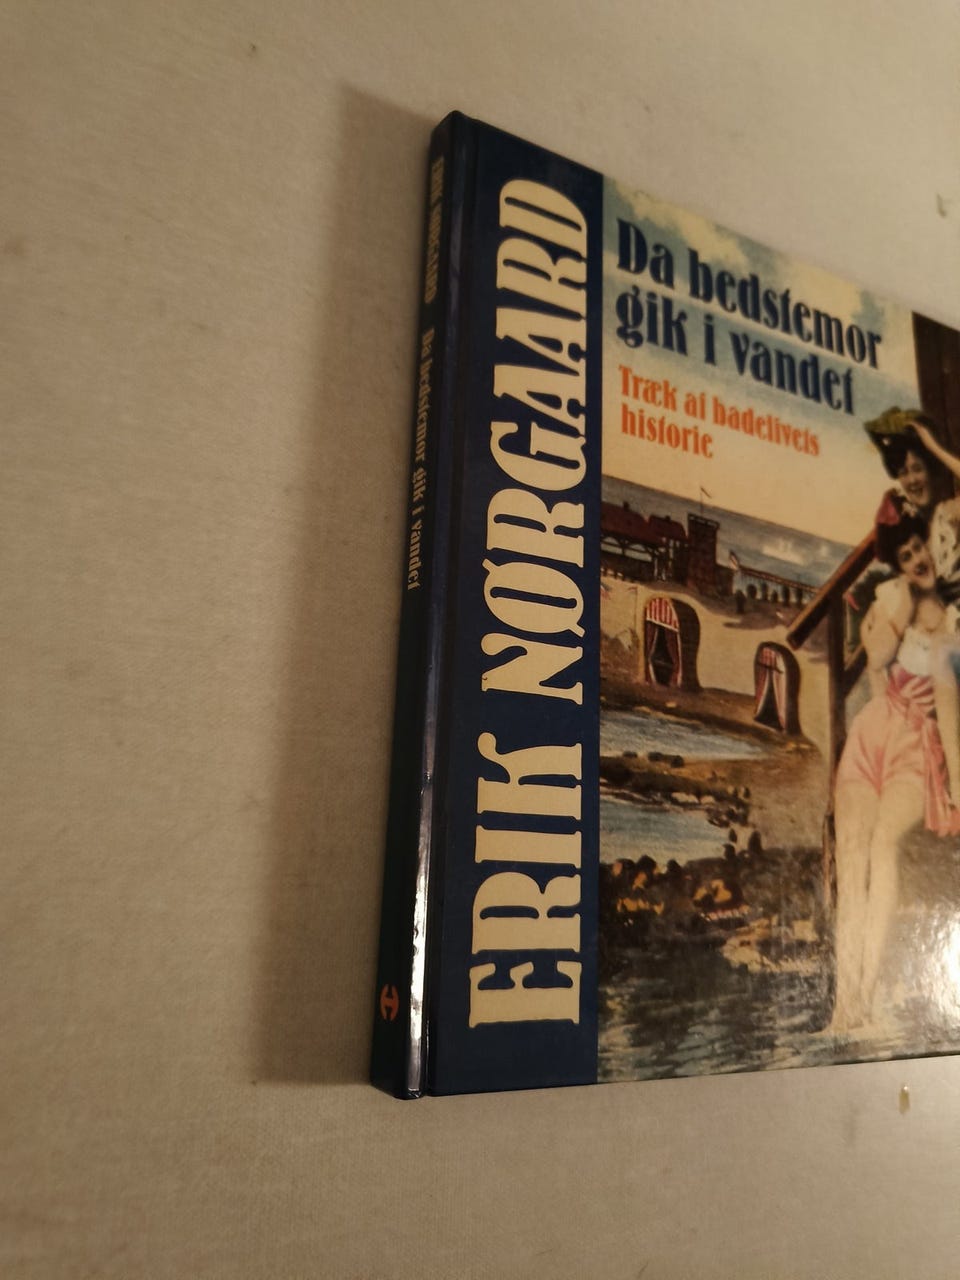 ERIK NØRGAARD
Da bedstemor
gik i vandet
Træk af badelivets
historie
ERIK NØRGAARD Da bedstemor gik i vandet